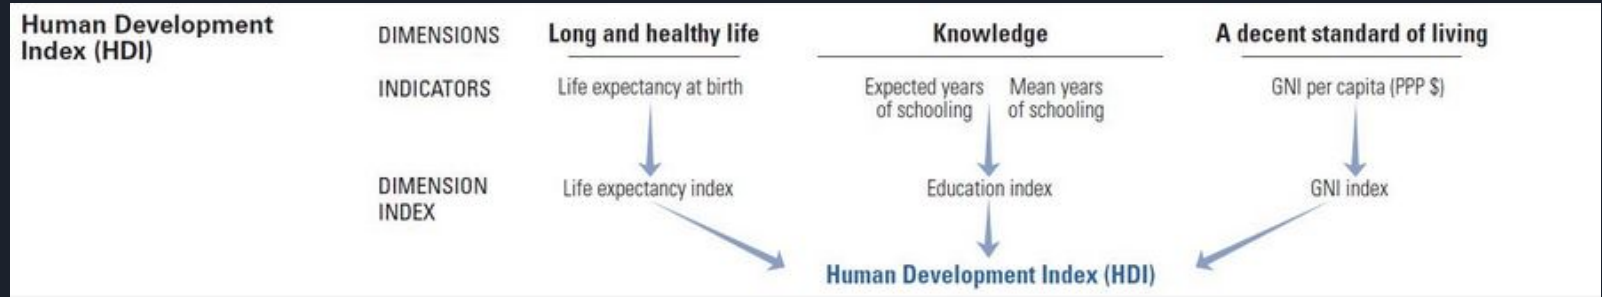 Human Development
Index (HDI)
DIMENSIONS
Long and healthy life
Knowledge
A decent standard of living
INDICATORS
Life expectancy at birth
Expected years
of schooling
Mean years
of schooling
GNI per capita (PPP $)
DIMENSION
INDEX
Life expectancy index
Education index
GNI index
Human Development Index (HDI)